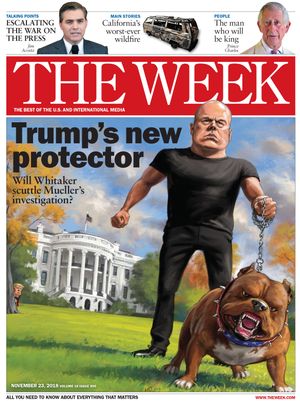 TALKING POINTS
ESCALATING
THE WAR ON
THE PRESS
Jim
Acosta
MAIN STORIES
California's
worst-ever
wildfire
PEOPLE
The man
who will
be king
Prince
Charles
THE WEEK
THE BEST OF THE U.S. AND INTERNATIONAL MEDIA
Trump's new
protector
Will Whitaker
scuttle Mueller's
investigation?
NOVEMBER 23, 2018
ALL YOU NEED TO KNOW ABOUT EVERYTHING THAT MATTERS
WWW.THEWEEK.COM